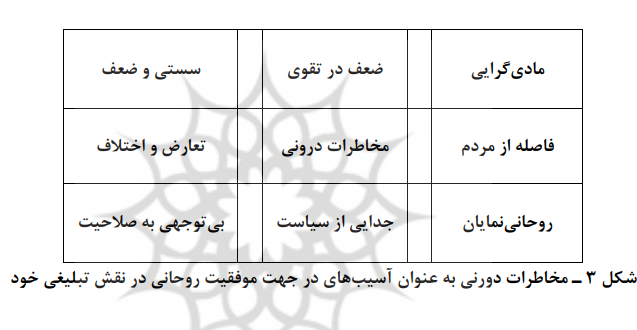 مادی‌گرایی ضعف در تقوی سستی و ضعف
فاصله از مردم مخاطرات درونی تعارض و اختلاف
روحانی‌نمایان جدایی از سیاست بی‌توجهی به صلاحیت
شکل ۳ ــ مخاطرات دورنی به عنوان آسیب‌های در جهت موفقیت روحانی در نقش تبلیغی خود